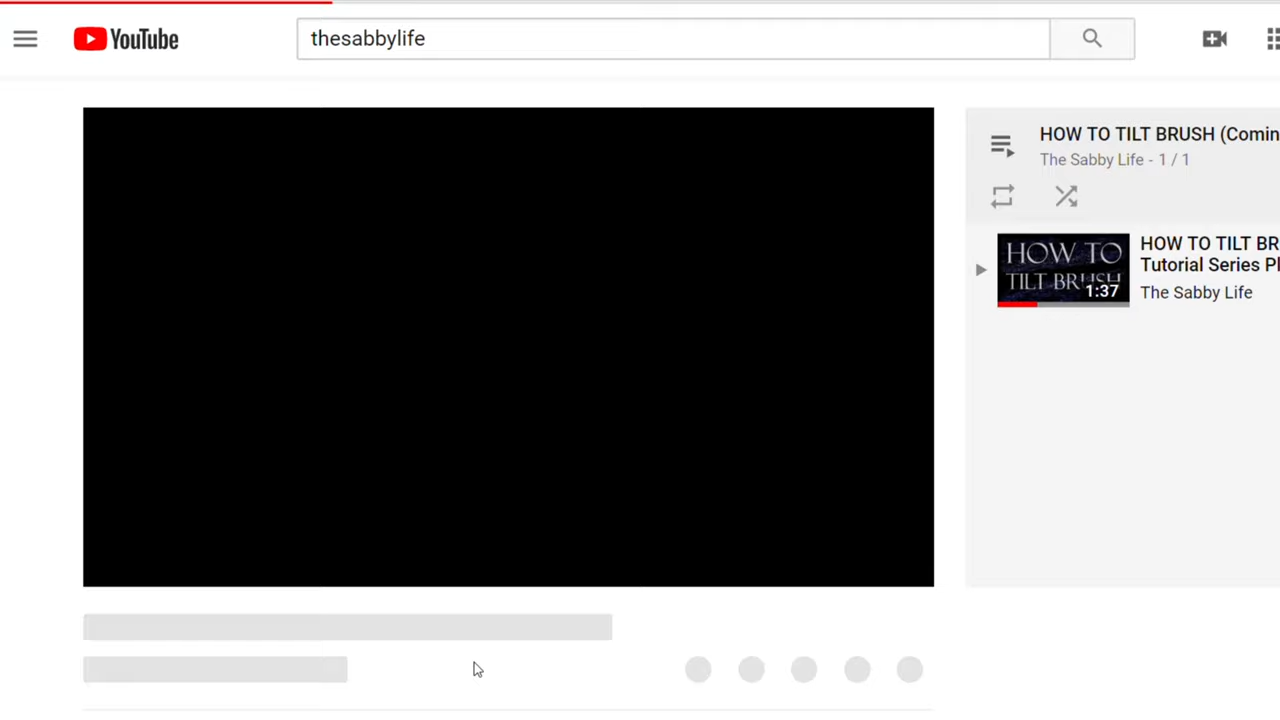 YouTube
thesabbylife
HOW TO TILT BRUSH (Comin
The Sabby Life - 1 / 1
HOW TO
TILT BRUSH
1:37
HOW TO TILT BR
Tutorial Series Pl
The Sabby Life